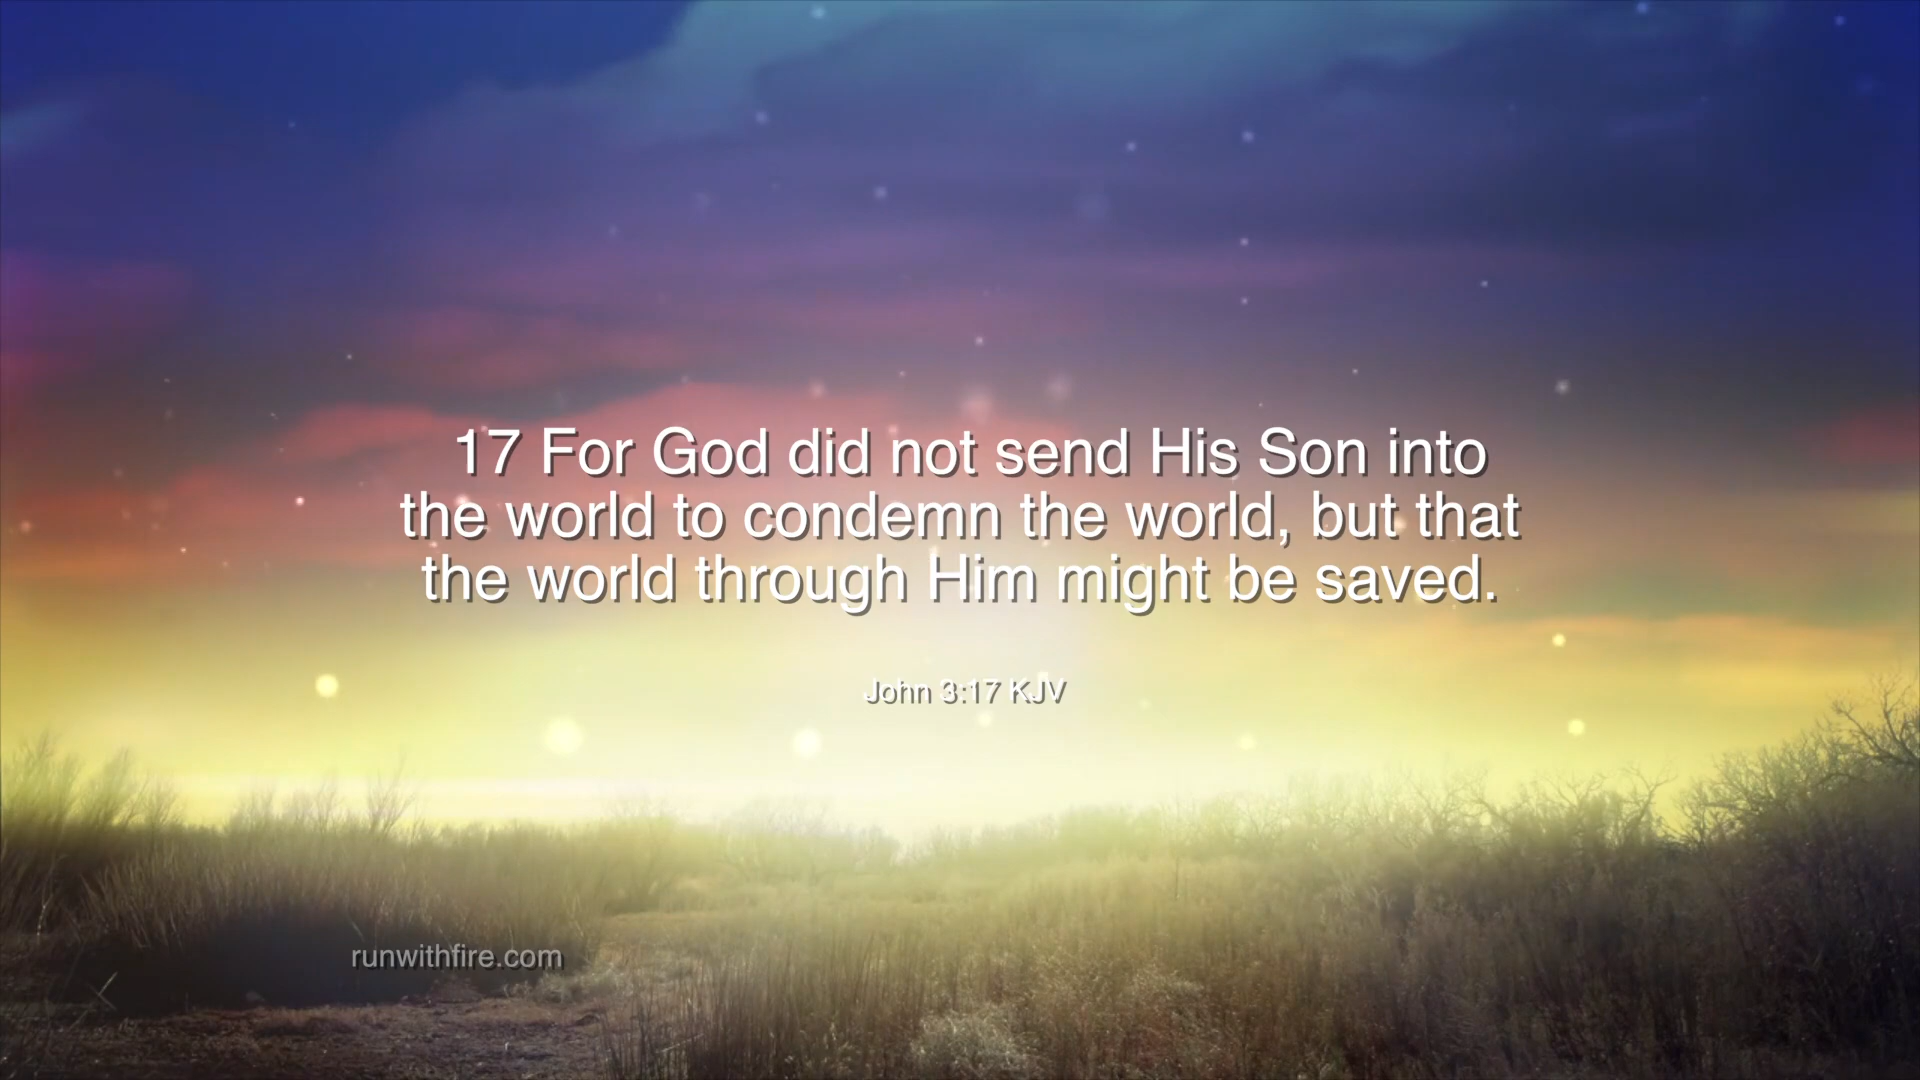 17 For God did not send His Son into
the world to condemn the world, but that
the world through Him might be saved.
John 3:17 KJV
runwithfire.com